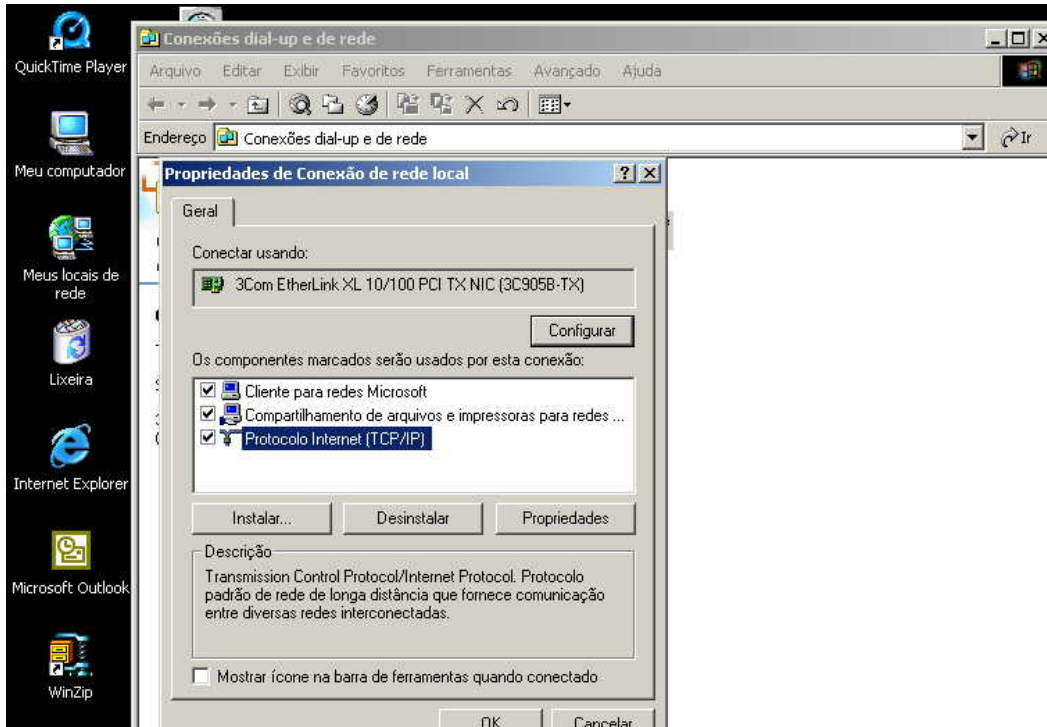 QuickTime Player
Meu computador
Meus locais de
rede
Lixeira
Internet Explorer
Microsoft Outlook
WinZip
Conexões dial-up e de rede
Arquivo Editar Exibir Favoritos Ferramentas Avançado Ajuda
Endereço Conexões dial-up e de rede Ir
Propriedades de Conexão de rede local
Geral
Conectar usando:
3Com EtherLink XL 10/100 PCI TX NIC (3C905B-TX)
Configurar
Os componentes marcados serão usados por esta conexão:
Cliente para redes Microsoft
Compartilhamento de arquivos e impressoras para redes ...
Protocolo Internet (TCP/IP)
Instalar... Desinstalar Propriedades
Descrição
Transmission Control Protocol/Internet Protocol. Protocolo
padrão de rede de longa distância que fornece comunicação
entre diversas redes interconectadas.
Mostrar ícone na barra de ferramentas quando conectado
OK Cancelar